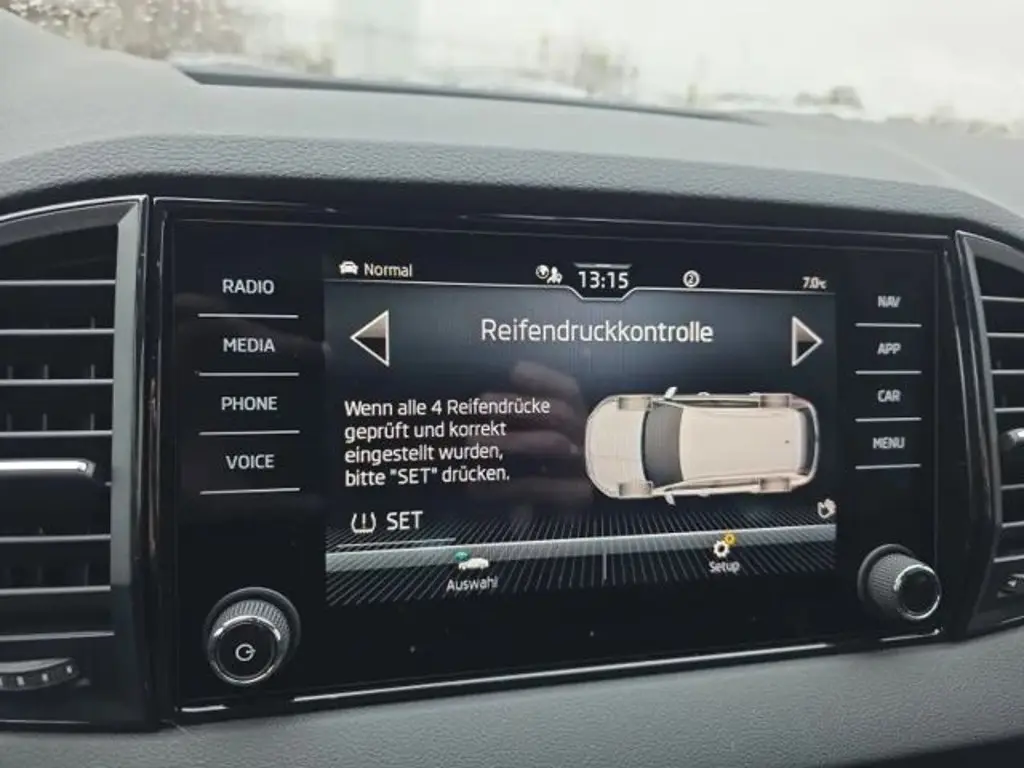 Normal
13:15
2
7.0°C
RADIO
MEDIA
PHONE
VOICE
Reifendruckkontrolle
Wenn alle 4 Reifendrücke
geprüft und korrekt
eingestellt wurden,
bitte "SET" drücken.
SET
Auswahl
Setup
NAV
APP
CAR
MENU